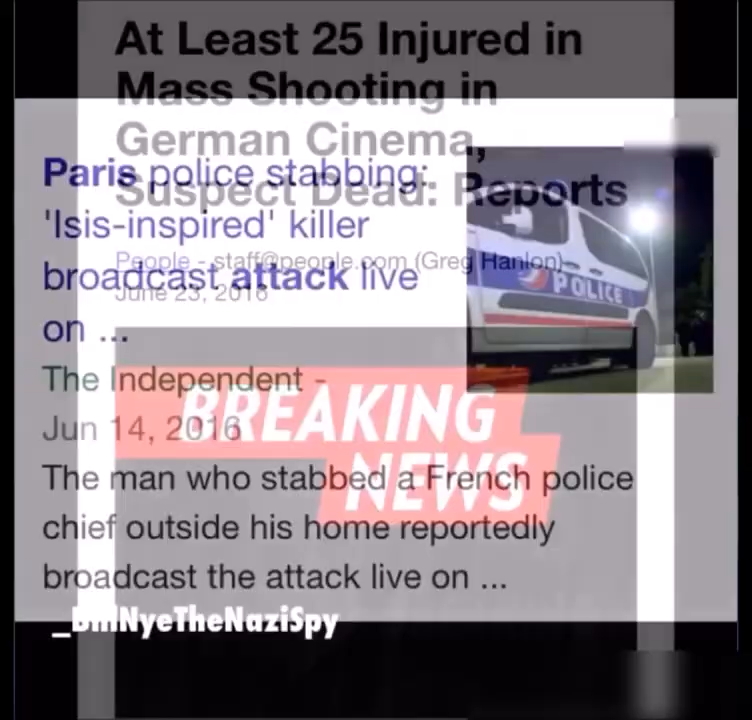 At Least 25 Injured in
Mass Shooting in
German Cinema,
Suspect Dead: Reports
People - staff@people.com (Greg Hanlon)
June 23, 2016
Paris police stabbing:
'Isis-inspired' killer
broadcast attack live
on ...
The Independent -
Jun 14, 2016
The man who stabbed a French police
chief outside his home reportedly
broadcast the attack live on ...
POLICE
BREAKING
NEWS
_BillNyeTheNaziSpy